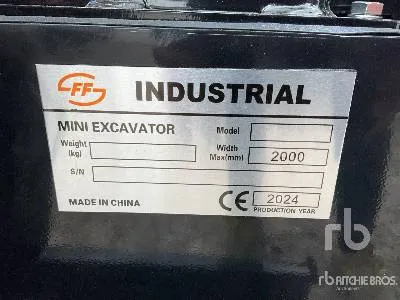 FF INDUSTRIAL
MINI EXCAVATOR Model
Weight (kg) Width Max(mm) 2000
S/N
MADE IN CHINA CE 2024
PRODUCTION YEAR
rb
rb RITCHIE BROS.